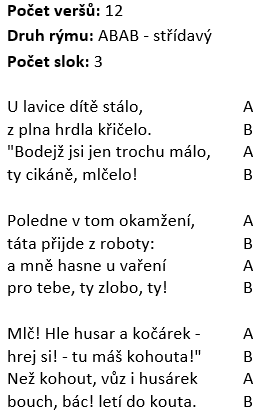 Počet veršů: 12
Druh rýmu: ABAB - střídavý
Počet slok: 3
U lavice dítě stálo, A
z plna hrdla křičelo. B
"Bodejž jsi jen trochu málo, A
ty cikáně, mlčelo! B
Poledne v tom okamžení, A
táta přijde z roboty: B
a mně hasne u vaření A
pro tebe, ty zlobo, ty! B
Mlč! Hle husar a kočárek - A
hrej si! - tu máš kohouta!" B
Než kohout, vůz i husárek A
bouch, bác! letí do kouta. B